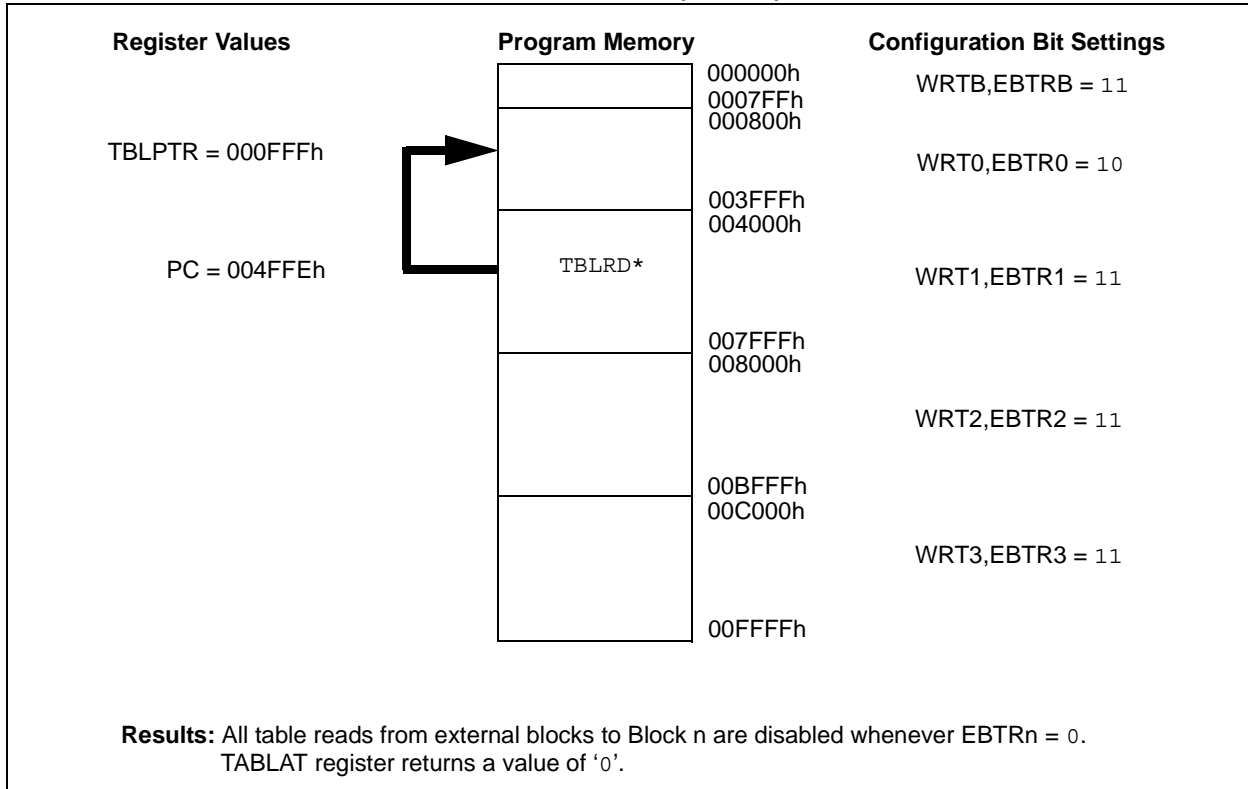 Register Values Program Memory Configuration Bit Settings
000000h
WRTB,EBTRB = 11
0007FFh
000800h
TBLPTR = 000FFFh
WRT0,EBTR0 = 10
003FFFh
004000h
PC = 004FFEh TBLRD*
WRT1,EBTR1 = 11
007FFFh
008000h
WRT2,EBTR2 = 11
00BFFFh
00C000h
WRT3,EBTR3 = 11
00FFFFh
Results: All table reads from external blocks to Block n are disabled whenever EBTRn = 0.
TABLAT register returns a value of ‘0’.